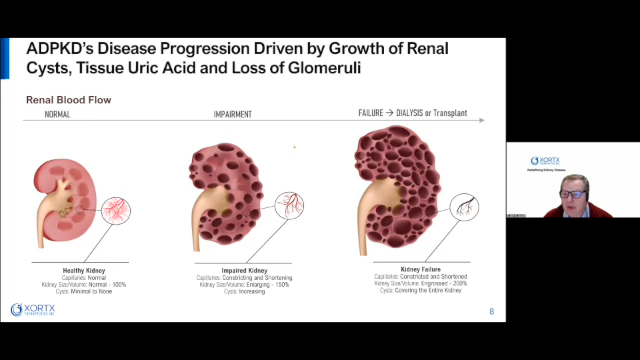 ADPKD's Disease Progression Driven by Growth of Renal
Cysts, Tissue Uric Acid and Loss of Glomeruli
Renal Blood Flow
NORMAL
IMPAIRMENT
FAILURE → DIALYSIS or Transplant
Healthy Kidney
Capillaries: Normal
Kidney Size/Volume: Normal - 100%
Cysts: Minimal to None
Impaired Kidney
Capillaries: Constricting and Shortening
Kidney Size/Volume: Enlarging - 150%
Cysts: Increasing
Kidney Failure
Capillaries: Constricted and Shortened
Kidney Size/Volume: Engrossed - 200%
Cysts: Covering the Entire Kidney
XORTX
THERAPEUTICS INC
8
XORTX